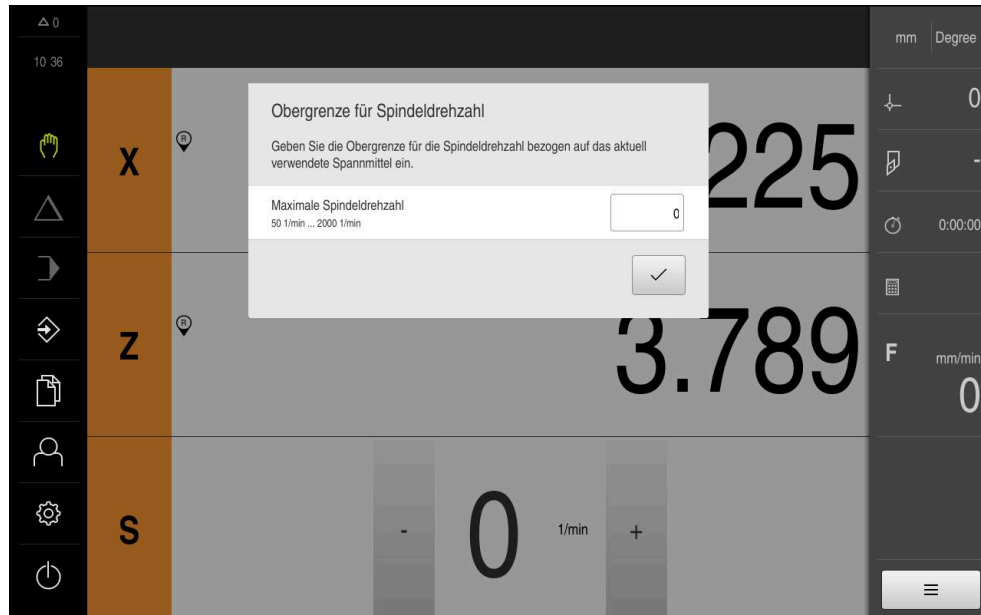 0
10 36
mm Degree
Obergrenze für Spindeldrehzahl
Geben Sie die Obergrenze für die Spindeldrehzahl bezogen auf das aktuell
verwendete Spannmittel ein.
Maximale Spindeldrehzahl
50 1/min ... 2000 1/min
0
X
R
225
Z
R
3.789
S
-
0
1/min
+
0
-
0:00:00
F
mm/min
0